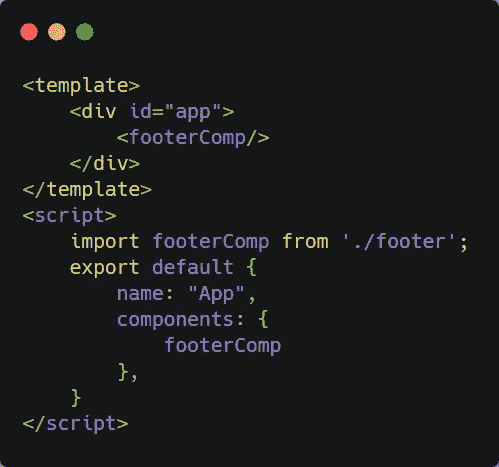 <template>
    <div id="app">
        <footerComp/>
    </div>
</template>
<script>
    import footerComp from './footer';
    export default {
        name: "App",
        components: {
            footerComp
        },
    }
</script>